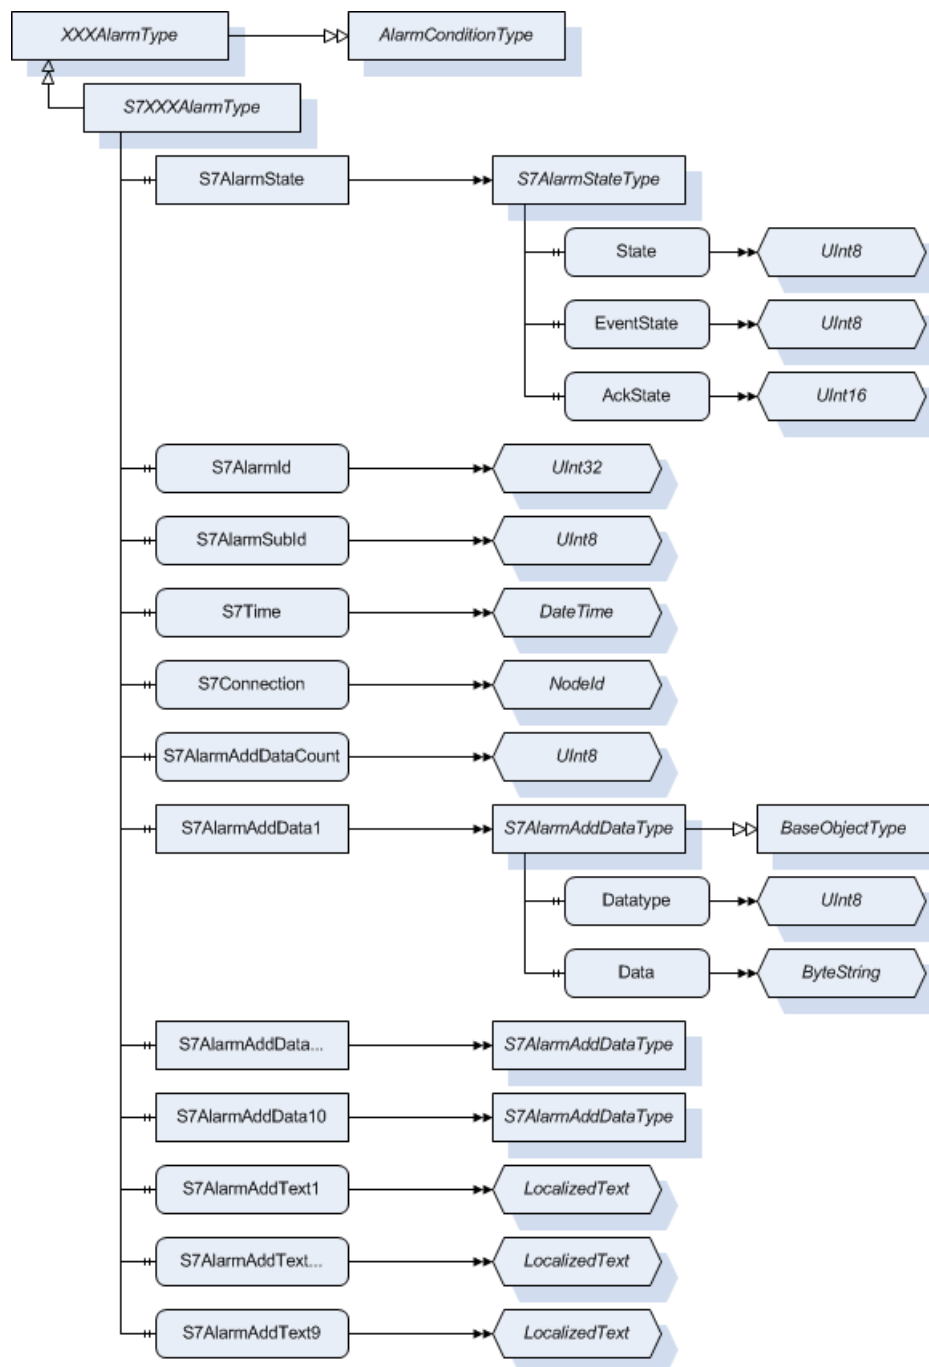 XXXAlarmType
AlarmConditionType
S7XXXAlarmType
S7AlarmState
S7AlarmStateType
State
UInt8
EventState
UInt8
AckState
UInt16
S7AlarmId
UInt32
S7AlarmSubId
UInt8
S7Time
DateTime
S7Connection
NodeId
S7AlarmAddDataCount
UInt8
S7AlarmAddData1
S7AlarmAddDataType
BaseObjectType
Datatype
UInt8
Data
ByteString
S7AlarmAddData...
S7AlarmAddDataType
S7AlarmAddData10
S7AlarmAddDataType
S7AlarmAddText1
LocalizedText
S7AlarmAddText...
LocalizedText
S7AlarmAddText9
LocalizedText